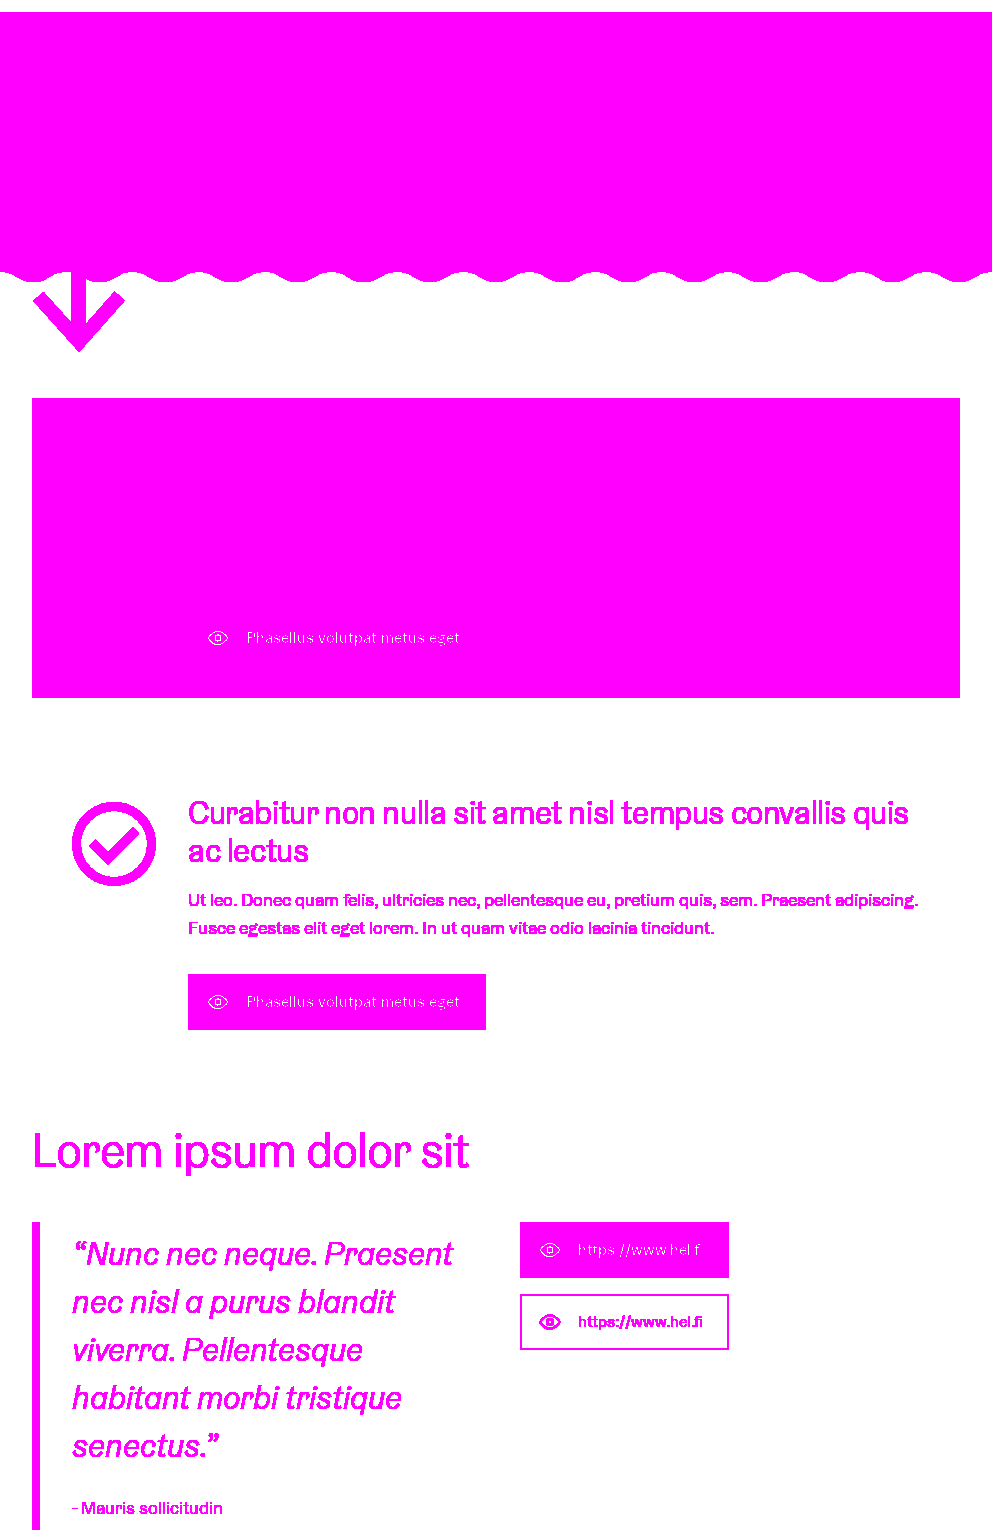 Phasellus volutpat metus eget
Curabitur non nulla sit amet nisl tempus convallis quis
ac lectus
Ut leo. Donec quam felis, ultricies nec, pellentesque eu, pretium quis, sem. Praesent adipiscing.
Fusce egestas elit eget lorem. In ut quam vitae odio lacinia tincidunt.
Phasellus volutpat metus eget
Lorem ipsum dolor sit
“Nunc nec neque. Praesent
nec nisl a purus blandit
viverra. Pellentesque
habitant morbi tristique
senectus.”
- Mauris sollicitudin
https://www.hel.fi
https://www.hel.fi